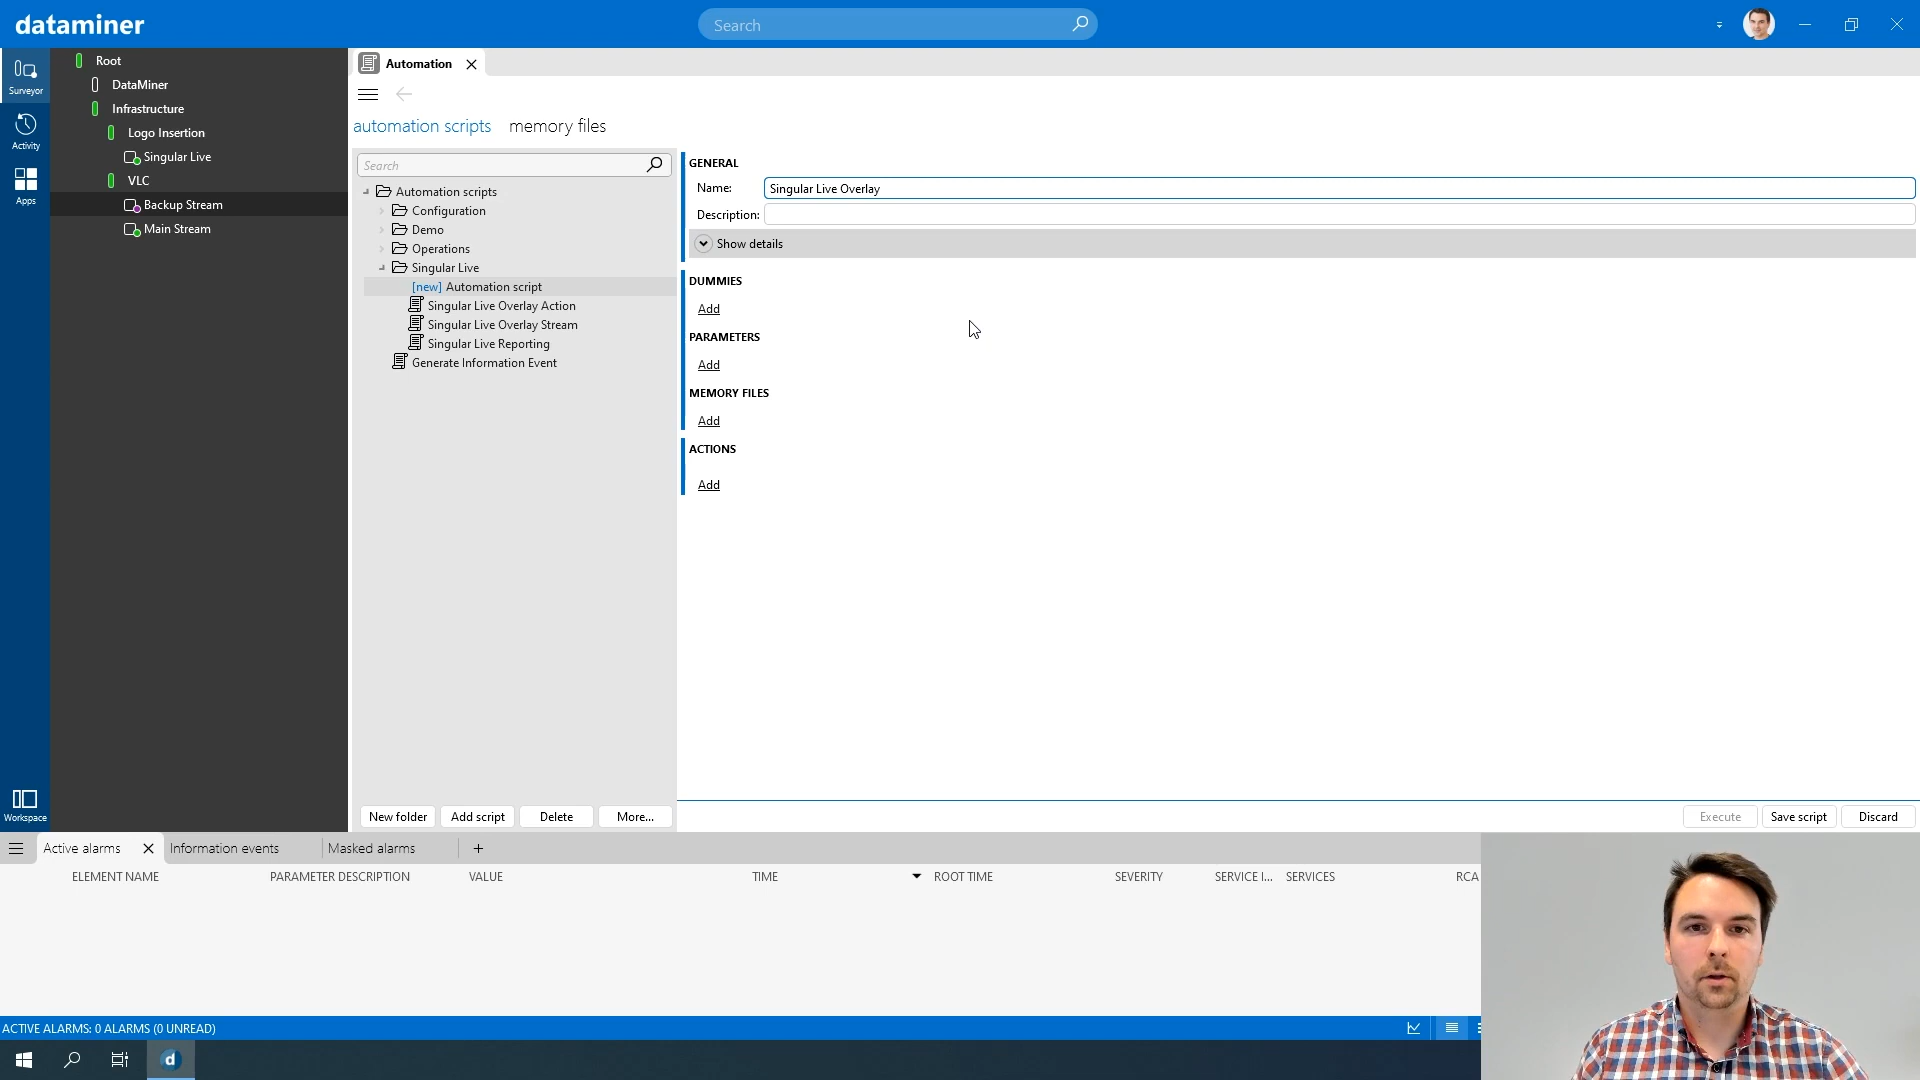 dataminer
Search
Surveyor
Activity
Apps
Workspace
Root
DataMiner
Infrastructure
Logo Insertion
Singular Live
VLC
Backup Stream
Main Stream
Automation
automation scripts memory files
Search
Automation scripts
Configuration
Demo
Operations
Singular Live
[new] Automation script
Singular Live Overlay Action
Singular Live Overlay Stream
Singular Live Reporting
Generate Information Event
New folder Add script Delete More...
GENERAL
Name: Singular Live Overlay
Description:
Show details
DUMMIES
Add
PARAMETERS
Add
MEMORY FILES
Add
ACTIONS
Add
Execute Save script Discard
Active alarms Information events Masked alarms
ELEMENT NAME PARAMETER DESCRIPTION VALUE TIME ROOT TIME SEVERITY SERVICE I... SERVICES RCA
ACTIVE ALARMS: 0 ALARMS (0 UNREAD)
d